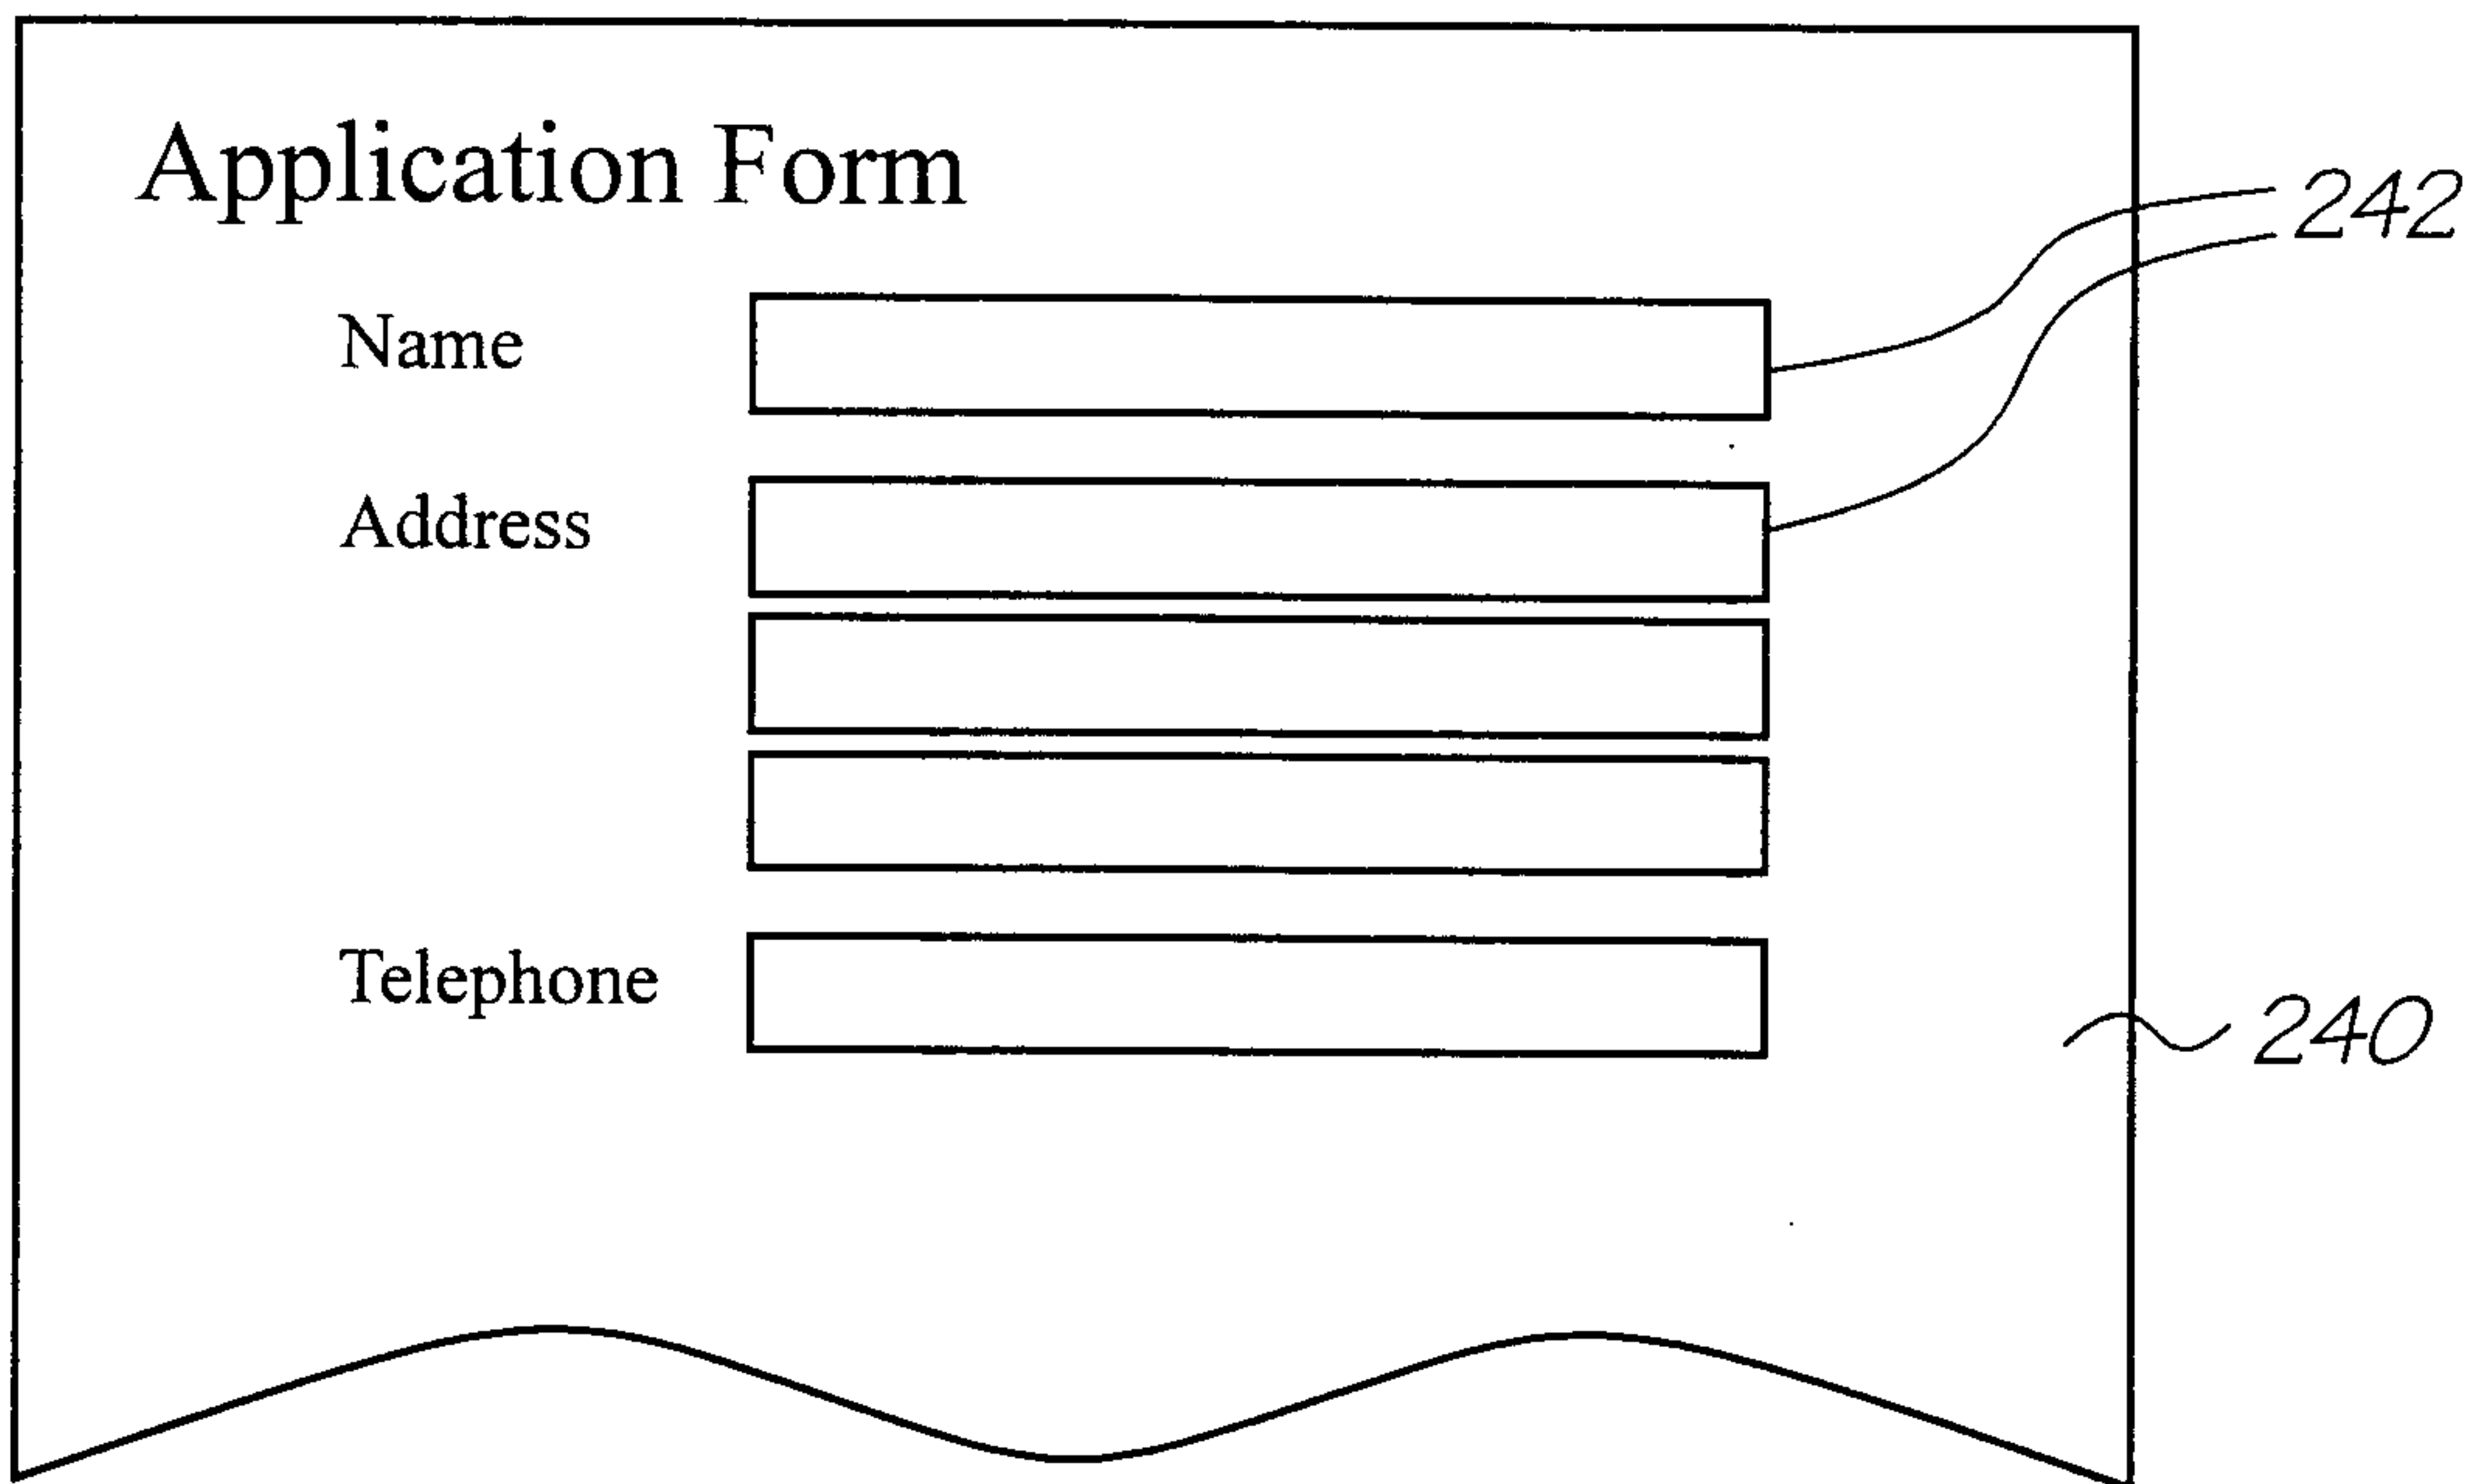 Application Form
242
Name
Address
Telephone
240